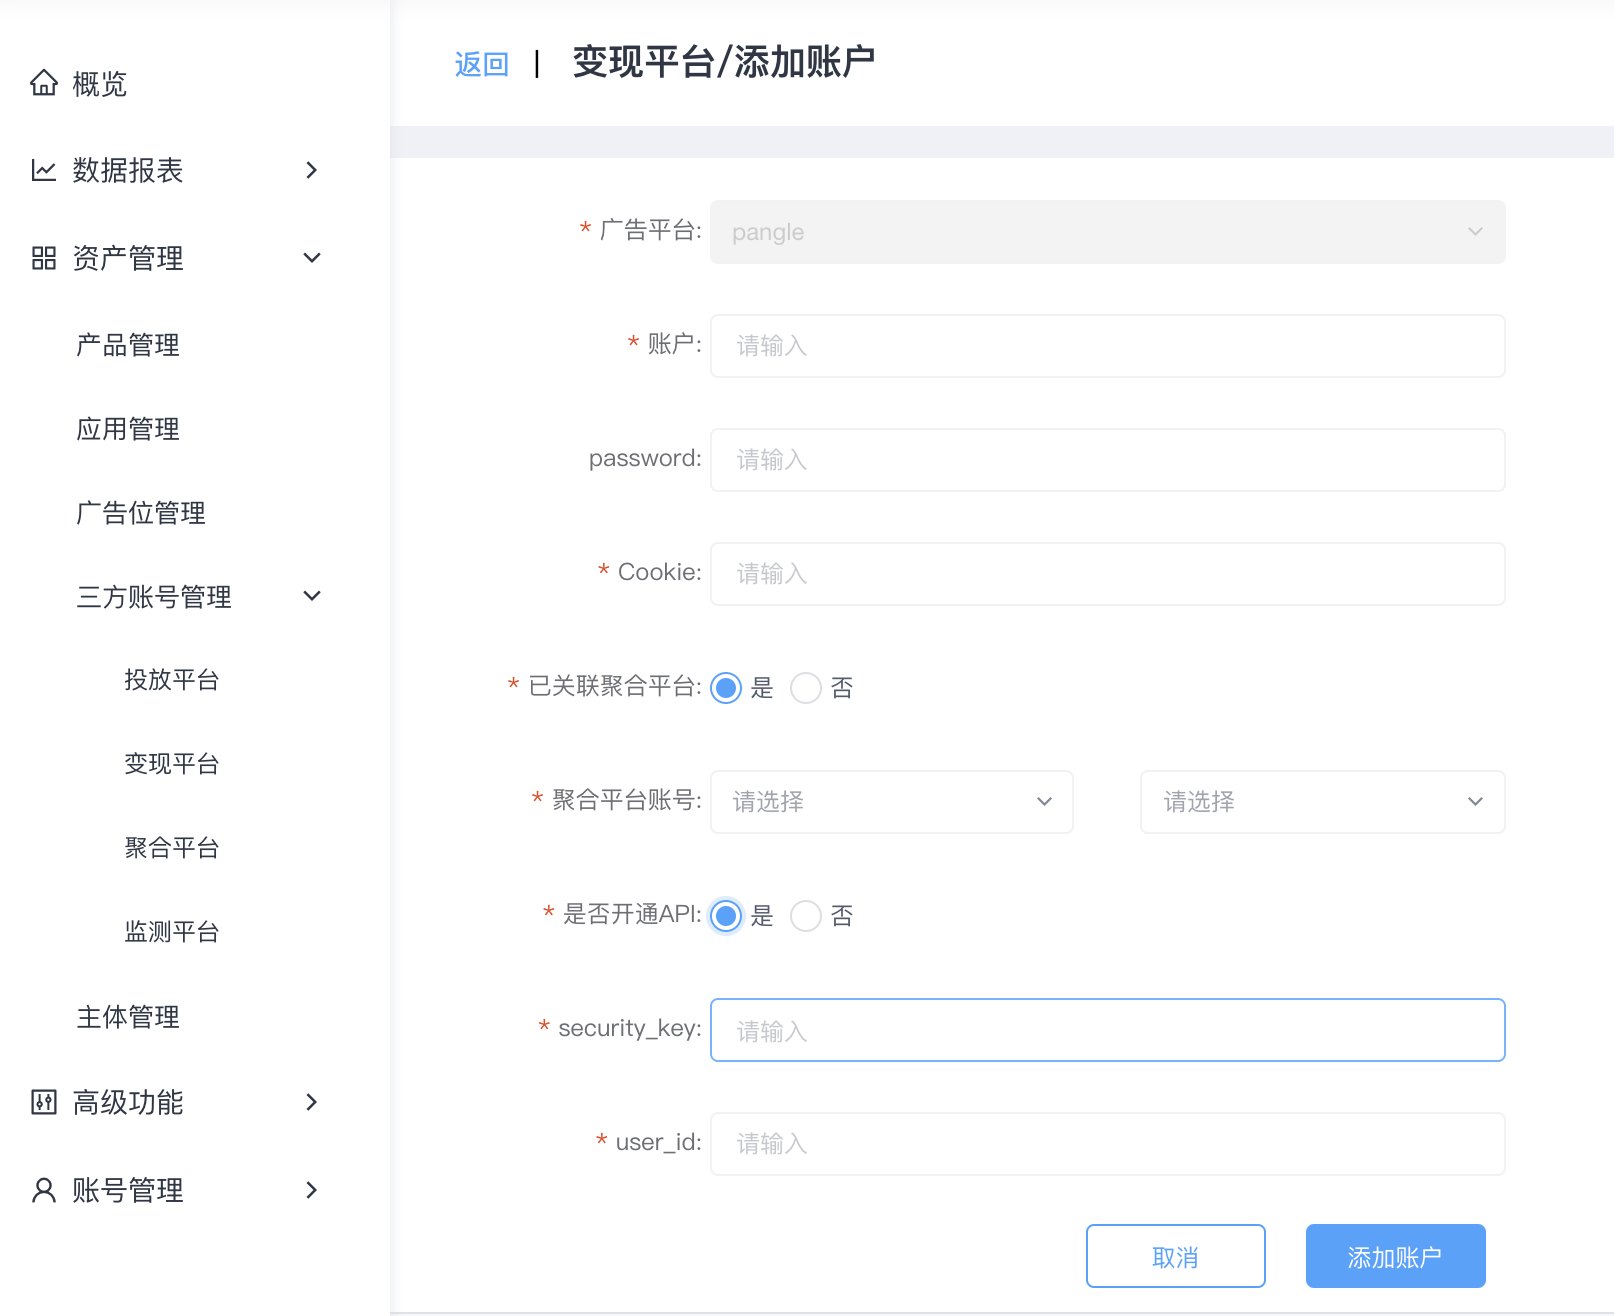 概览
数据报表
资产管理
产品管理
应用管理
广告位管理
三方账号管理
投放平台
变现平台
聚合平台
监测平台
主体管理
高级功能
账号管理
返回 | 变现平台/添加账户
* 广告平台: pangle
* 账户: 请输入
password: 请输入
* Cookie: 请输入
* 已关联聚合平台: 是 否
* 聚合平台账号: 请选择 请选择
* 是否开通API: 是 否
* security_key: 请输入
* user_id: 请输入
取消 添加账户